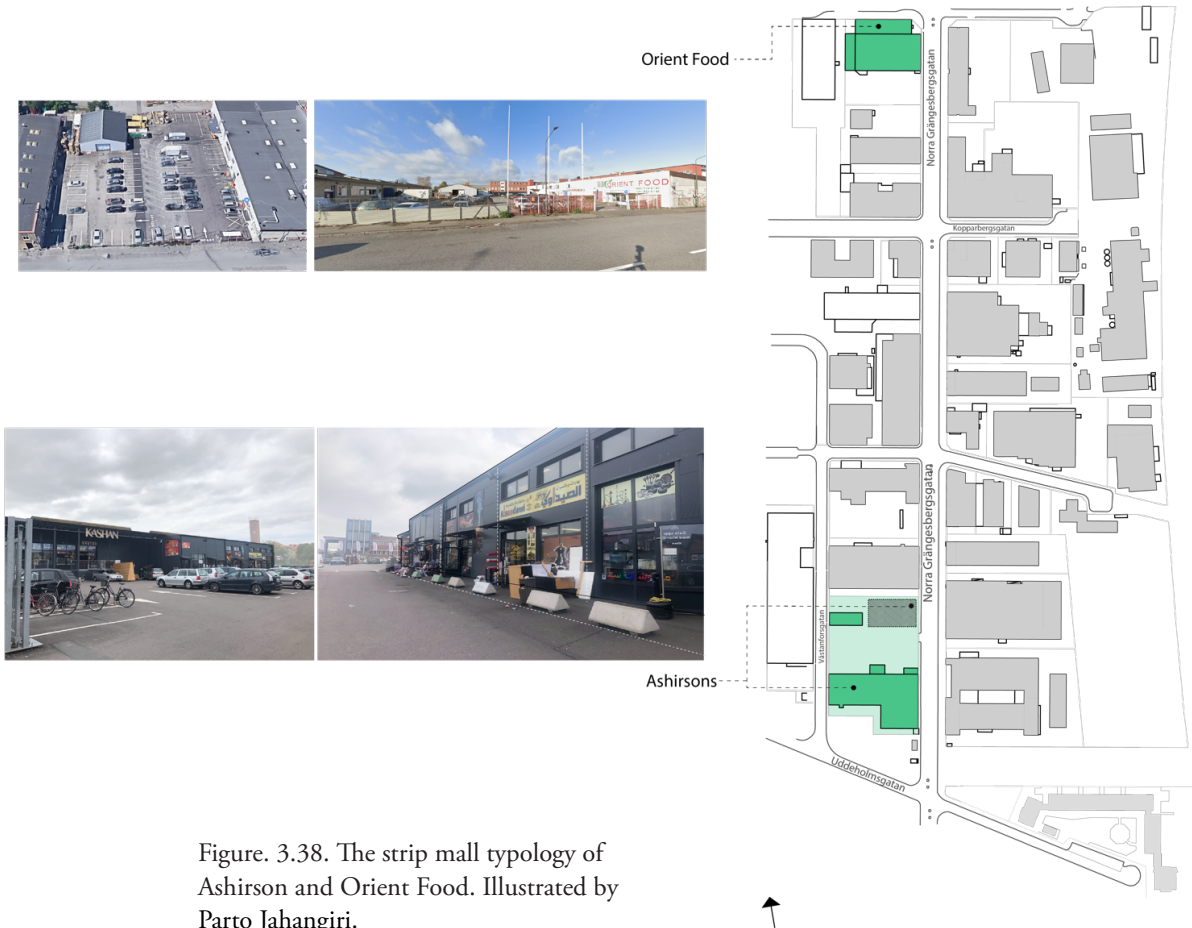 Orient Food
Norra Grängesbergsgatan
ORIENT FOOD
Kopparbergsgatan
KASHAN
الصيداوي
Norra Grängesbergsgatan
Västanforsgatan
Ashirsons
Uddeholmsgatan
Figure. 3.38. The strip mall typology of
Ashirson and Orient Food. Illustrated by
Parto Jahangiri.